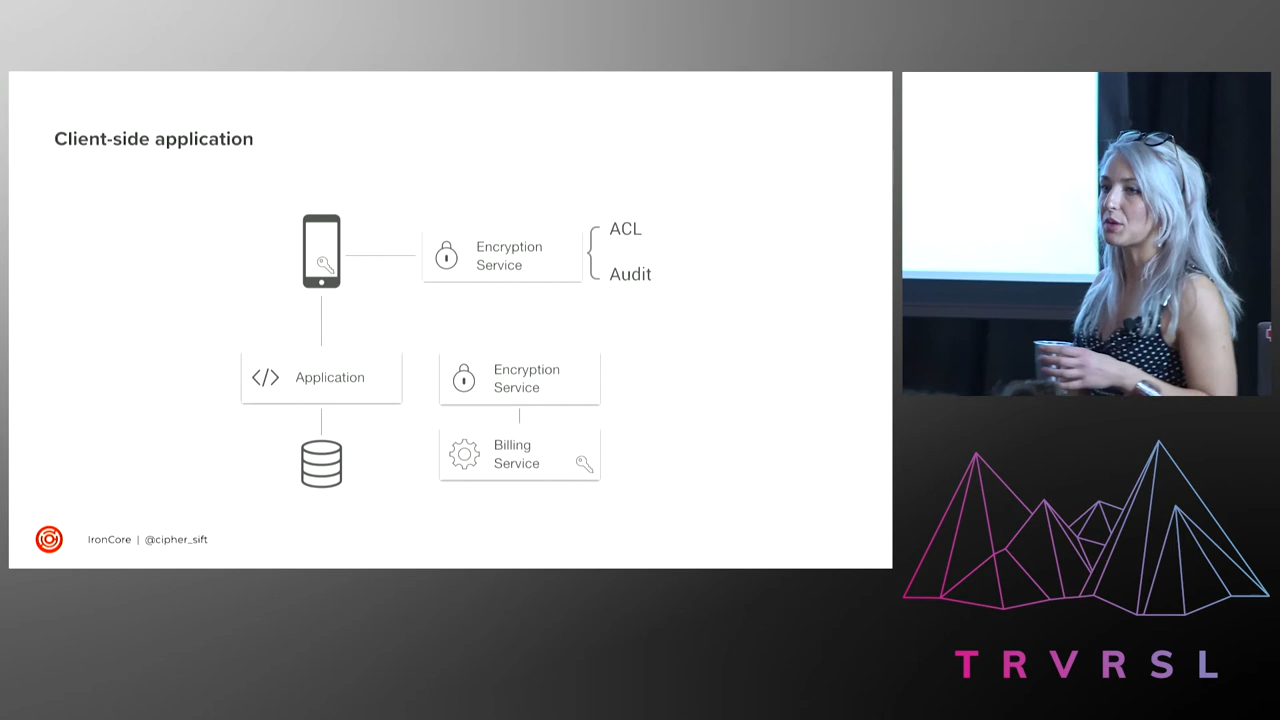 Client-side application
Encryption
Service
ACL
Audit
</> Application
Encryption
Service
Billing
Service
IronCore | @cipher_sift
TRVRSL